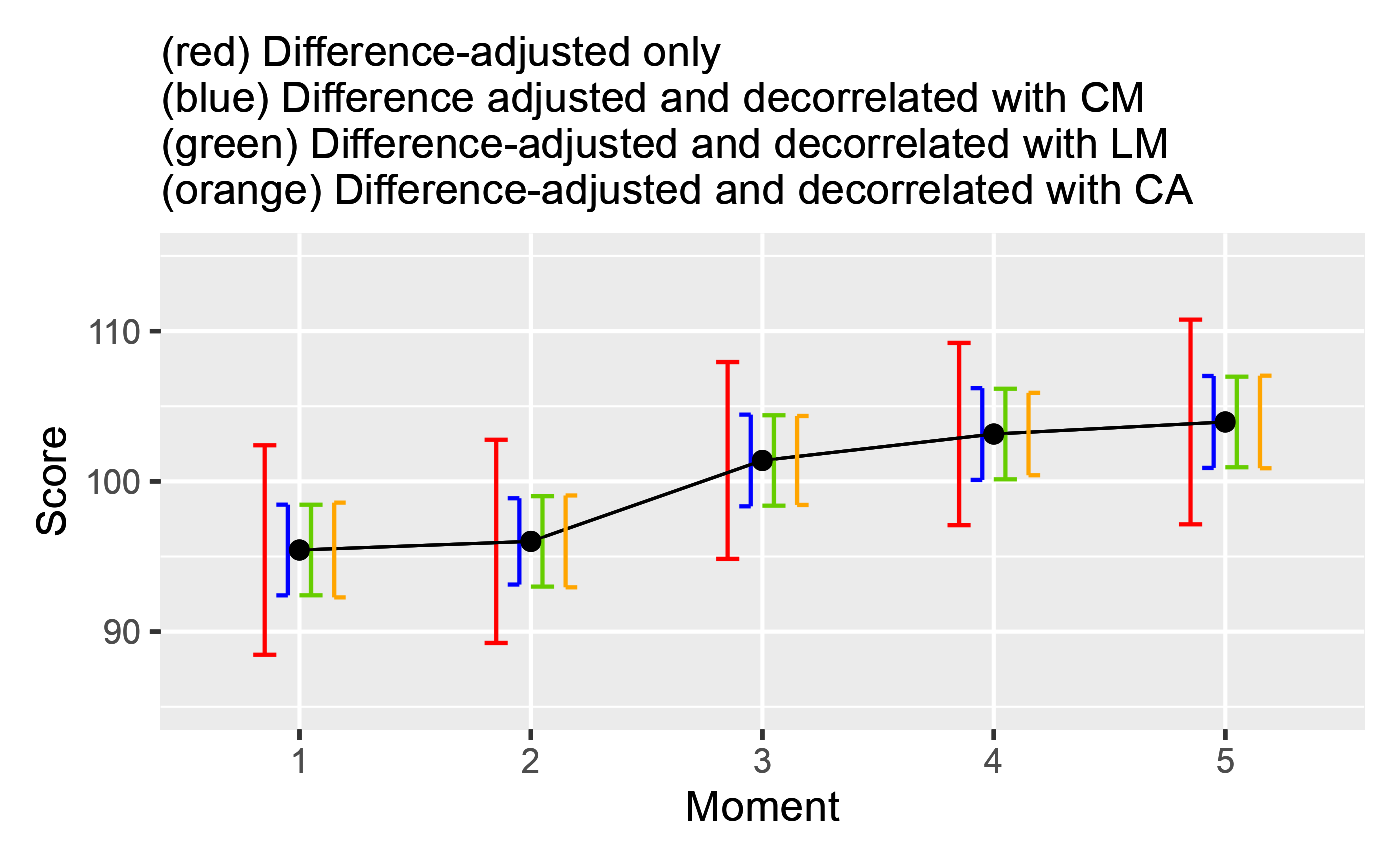 (red) Difference-adjusted only
(blue) Difference adjusted and decorrelated with CM
(green) Difference-adjusted and decorrelated with LM
(orange) Difference-adjusted and decorrelated with CA
110
100
90
Score
1 2 3 4 5
Moment